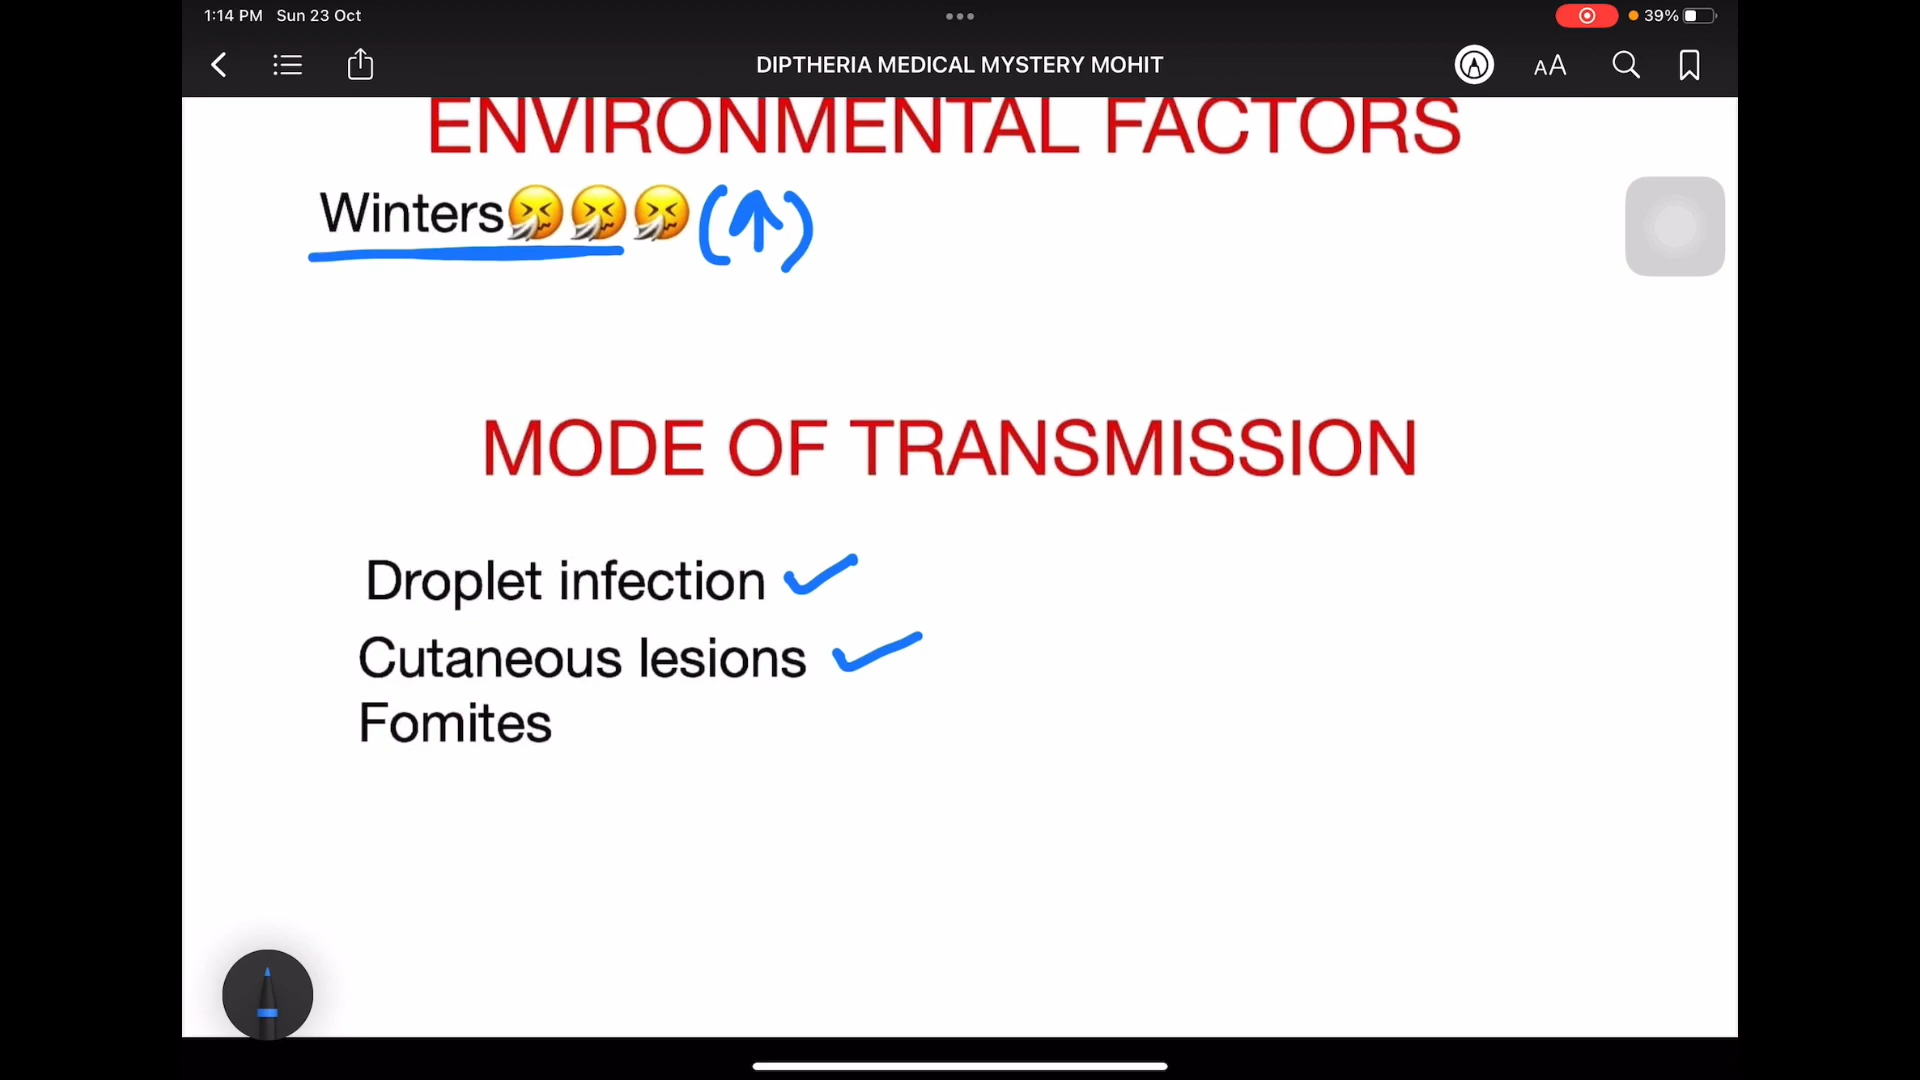 1:14 PM Sun 23 Oct
39%
DIPTHERIA MEDICAL MYSTERY MOHIT
AA
ENVIRONMENTAL FACTORS
Winters🤧🤧🤧(↑)
MODE OF TRANSMISSION
Droplet infection ✓
Cutaneous lesions ✓
Fomites